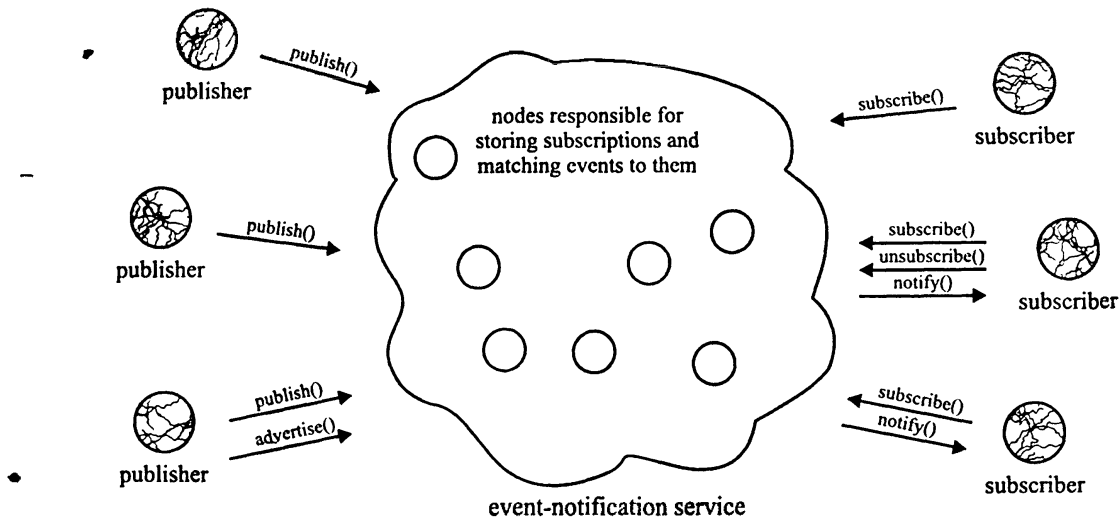 publish()
publisher
nodes responsible for
storing subscriptions and
matching events to them
subscribe()
subscriber
publish()
publisher
subscribe()
unsubscribe()
notify()
subscriber
publish()
advertise()
publisher
subscribe()
notify()
subscriber
event-notification service